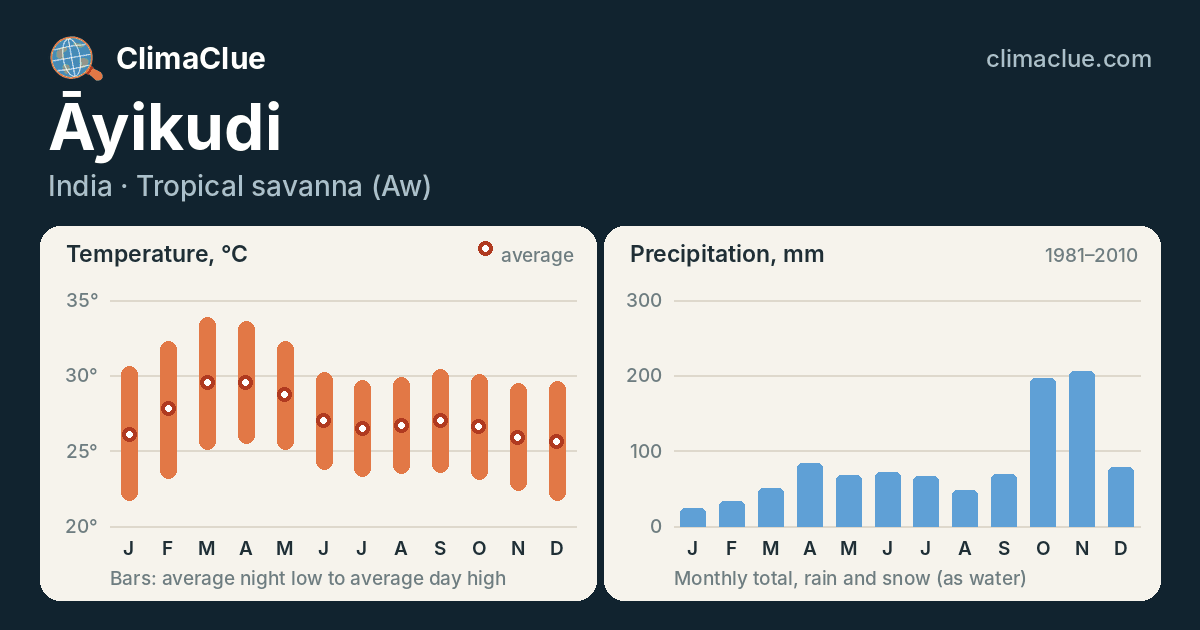 ClimaClue
climaclue.com
Āyikudi
India · Tropical savanna (Aw)
Temperature, °C
average
35°
30°
25°
20°
J F M A M J J A S O N D
Bars: average night low to average day high
Precipitation, mm
1981–2010
300
200
100
0
J F M A M J J A S O N D
Monthly total, rain and snow (as water)